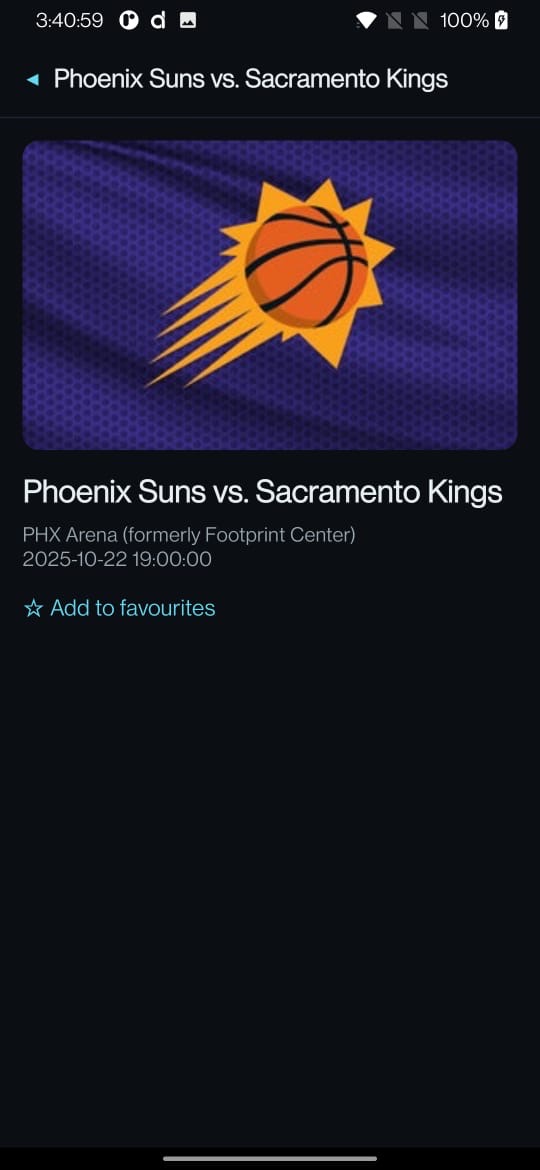 3:40:59 100%
Phoenix Suns vs. Sacramento Kings
Phoenix Suns vs. Sacramento Kings
PHX Arena (formerly Footprint Center)
2025-10-22 19:00:00
☆ Add to favourites